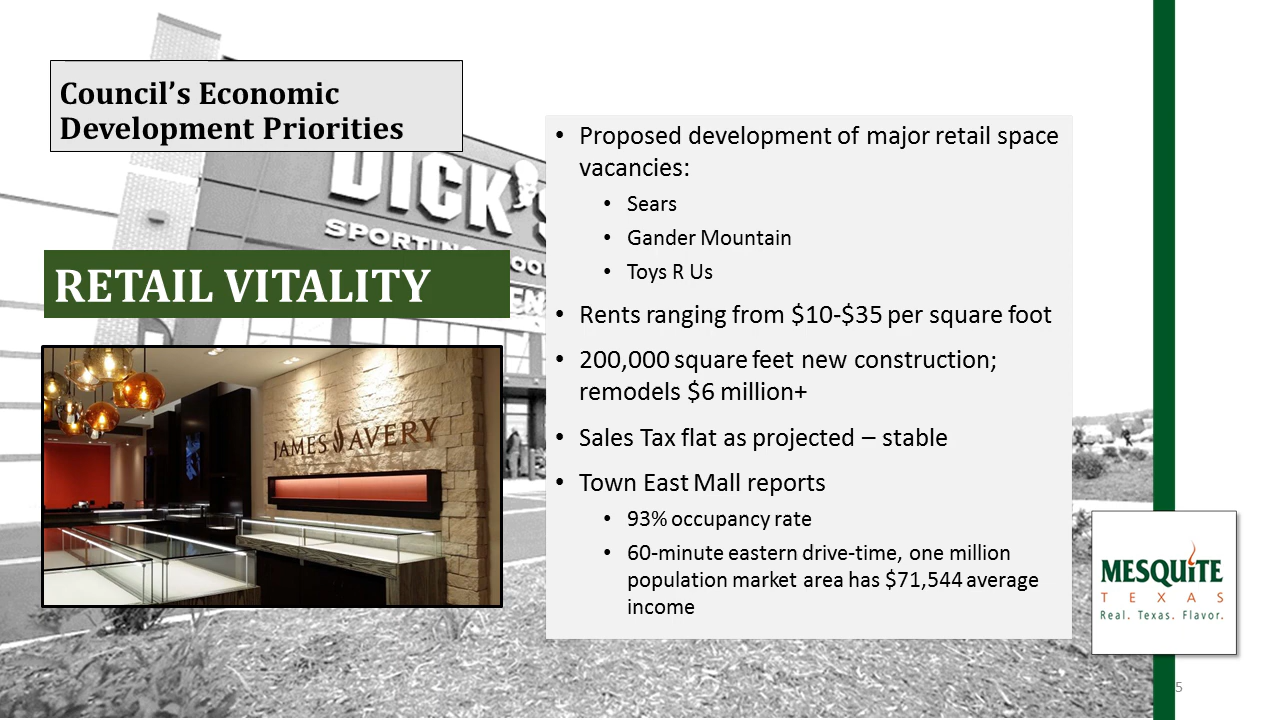 Council’s Economic
Development Priorities
DICK'S
SPORTING
RETAIL VITALITY
JAMES AVERY
• Proposed development of major retail space
vacancies:
• Sears
• Gander Mountain
• Toys R Us
• Rents ranging from $10-$35 per square foot
• 200,000 square feet new construction;
remodels $6 million+
• Sales Tax flat as projected – stable
• Town East Mall reports
• 93% occupancy rate
• 60-minute eastern drive-time, one million
population market area has $71,544 average
income
MESQUiTE
TEXAS
Real. Texas. Flavor.
5